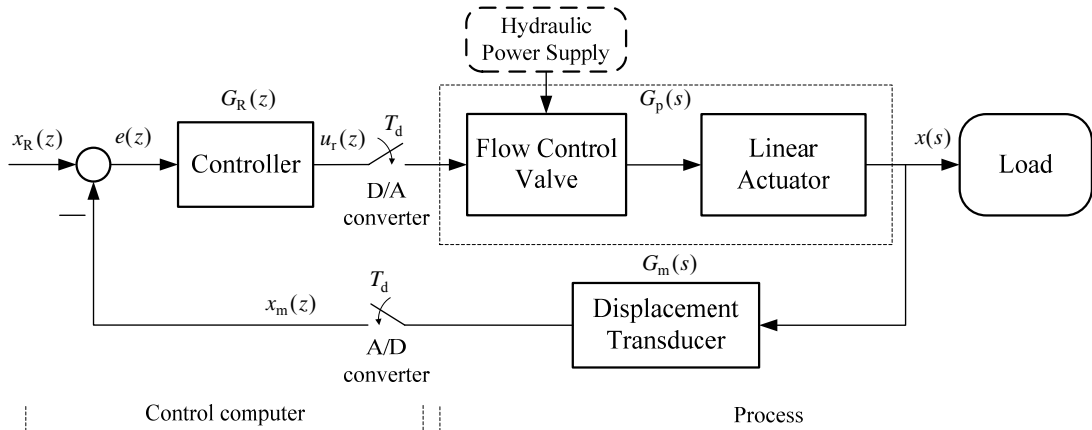 Hydraulic
Power Supply
G_R(z)
G_p(s)
x_R(z)
e(z)
Controller
u_r(z)
T_d
D/A
converter
Flow Control
Valve
Linear
Actuator
x(s)
Load
—
G_m(s)
x_m(z)
T_d
A/D
converter
Displacement
Transducer
Control computer
Process